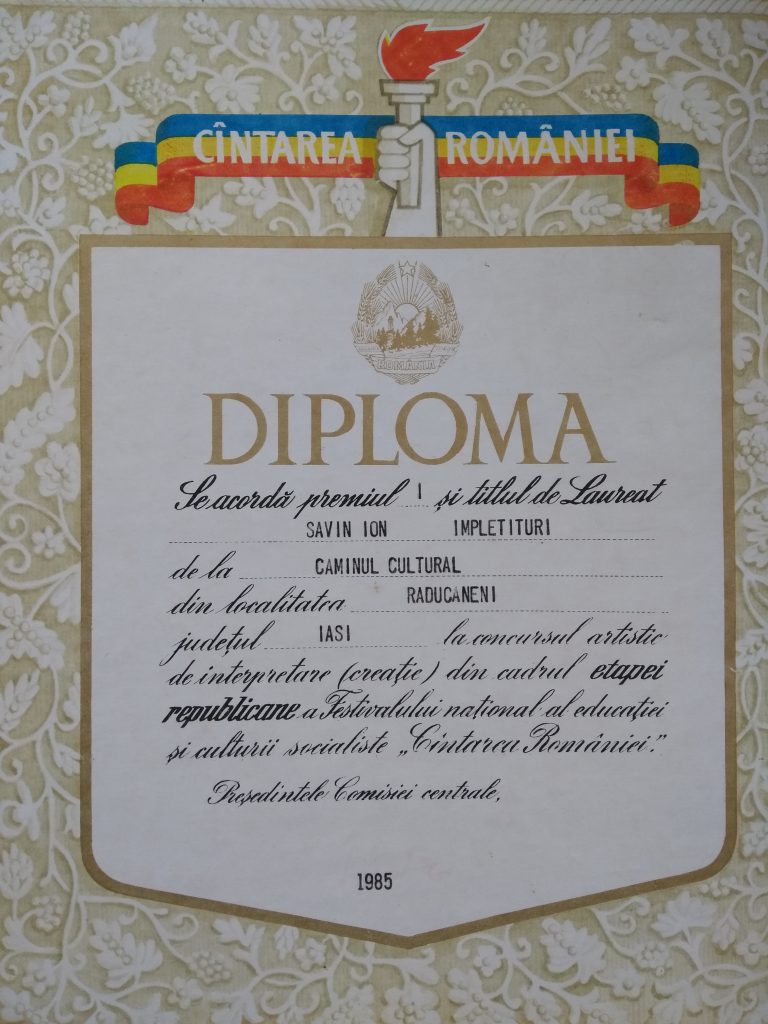 CÎNTAREA ROMÂNIEI
ROMÂNIA
DIPLOMA
Se acordă premiul I și titlul de Laureat
SAVIN ION IMPLETITURI
de la CAMINUL CULTURAL
din localitatea RADUCANENI
județul IASI la concursul artistic
de interpretare (creație) din cadrul etapei
republicane a Festivalului național al educației
și culturii socialiste „Cîntarea României”.
Președintele Comisiei centrale,
1985